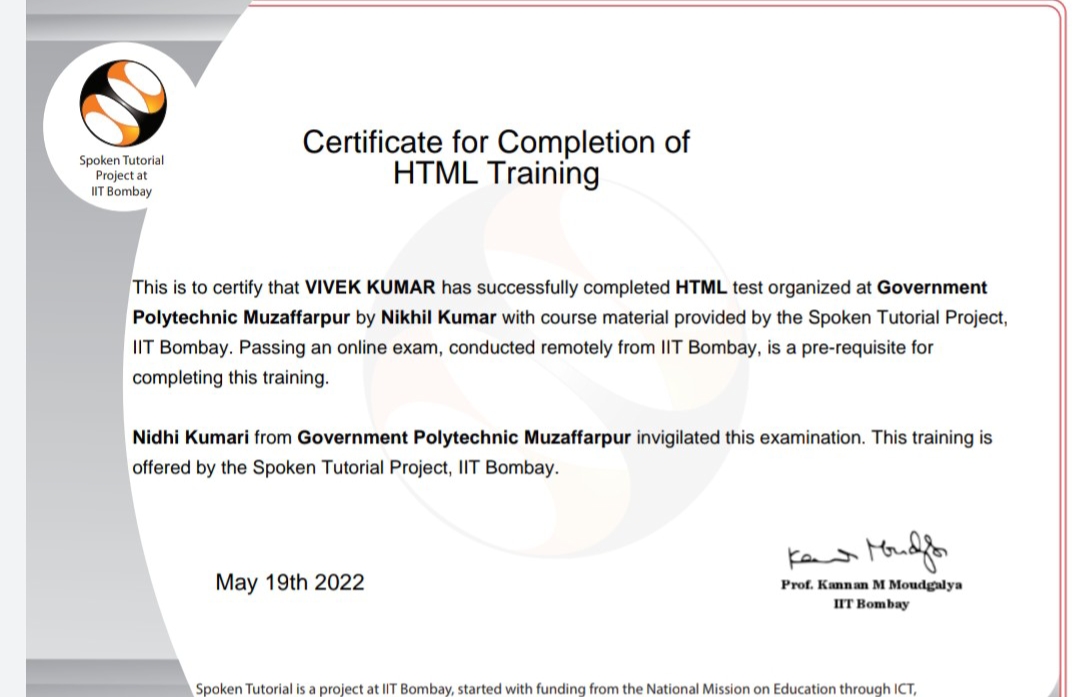 Spoken Tutorial
Project at
IIT Bombay
Certificate for Completion of
HTML Training
This is to certify that VIVEK KUMAR has successfully completed HTML test organized at Government
Polytechnic Muzaffarpur by Nikhil Kumar with course material provided by the Spoken Tutorial Project,
IIT Bombay. Passing an online exam, conducted remotely from IIT Bombay, is a pre-requisite for
completing this training.
Nidhi Kumari from Government Polytechnic Muzaffarpur invigilated this examination. This training is
offered by the Spoken Tutorial Project, IIT Bombay.
May 19th 2022
Kannan Moudgalya
Prof. Kannan M Moudgalya
IIT Bombay
Spoken Tutorial is a project at IIT Bombay, started with funding from the National Mission on Education through ICT,